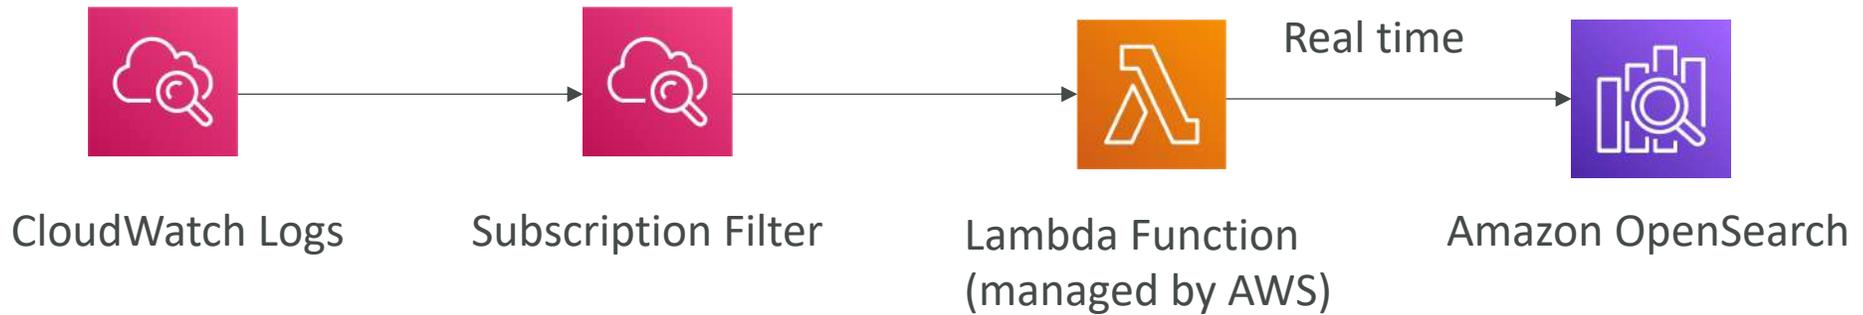 Real time
CloudWatch Logs
Subscription Filter
Lambda Function
(managed by AWS)
Amazon OpenSearch